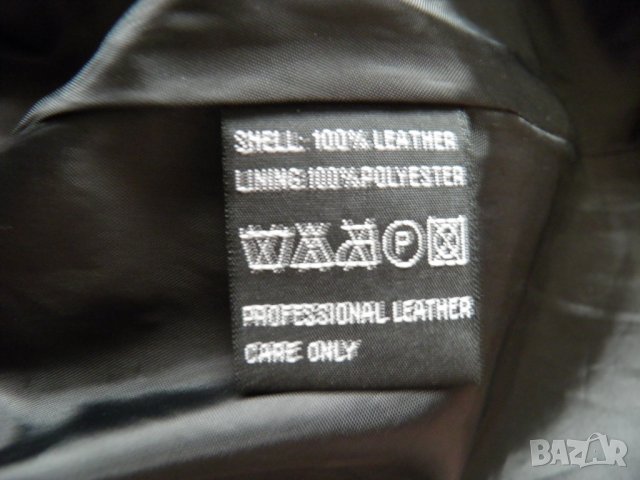 SHELL: 100% LEATHER
LINING:100%POLYESTER
P
PROFESSIONAL LEATHER
CARE ONLY
BAZAR